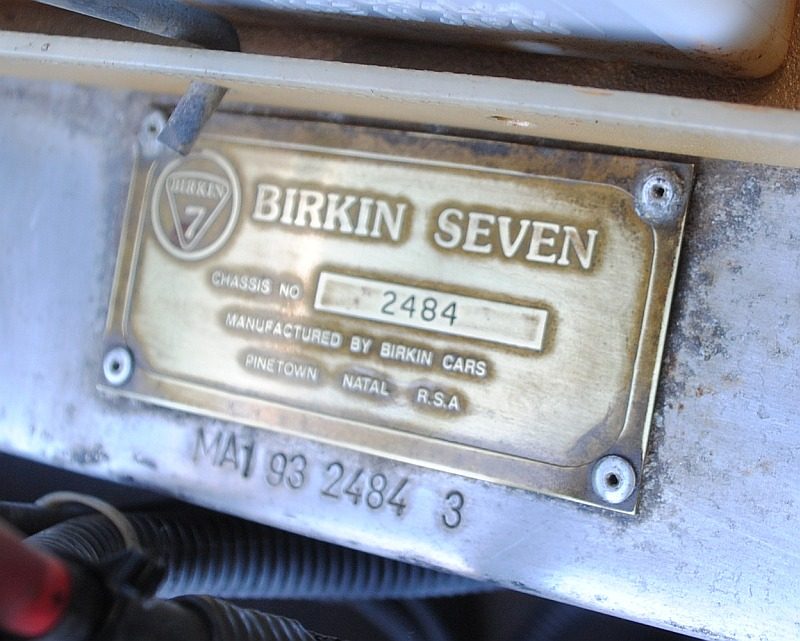 BIRKIN
7
BIRKIN SEVEN
CHASSIS NO 2484
MANUFACTURED BY BIRKIN CARS
PINETOWN NATAL R.S.A
MA1 93 2484 3